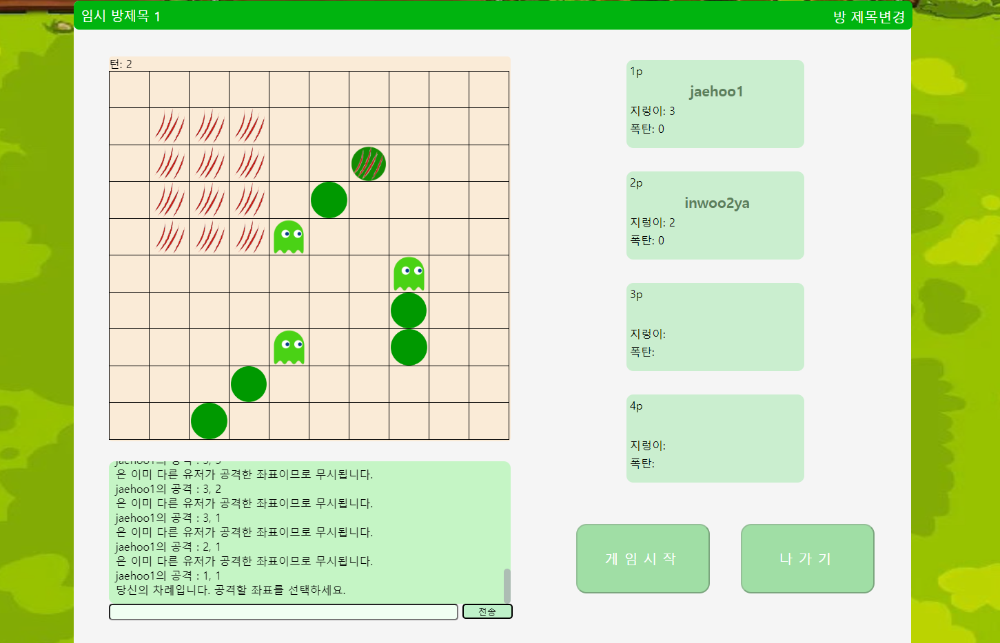 임시 방제목 1
방 제목변경
턴: 2
1p
jaehoo1
지렁이: 3
폭탄: 0
2p
inwoo2ya
지렁이: 2
폭탄: 0
3p
지렁이:
폭탄:
4p
지렁이:
폭탄:
은 이미 다른 유저가 공격한 좌표이므로 무시됩니다.
jaehoo1의 공격 : 3, 2
은 이미 다른 유저가 공격한 좌표이므로 무시됩니다.
jaehoo1의 공격 : 3, 1
은 이미 다른 유저가 공격한 좌표이므로 무시됩니다.
jaehoo1의 공격 : 2, 1
은 이미 다른 유저가 공격한 좌표이므로 무시됩니다.
jaehoo1의 공격 : 1, 1
당신의 차례입니다. 공격할 좌표를 선택하세요.
전송
게 임 시 작
나 가 기